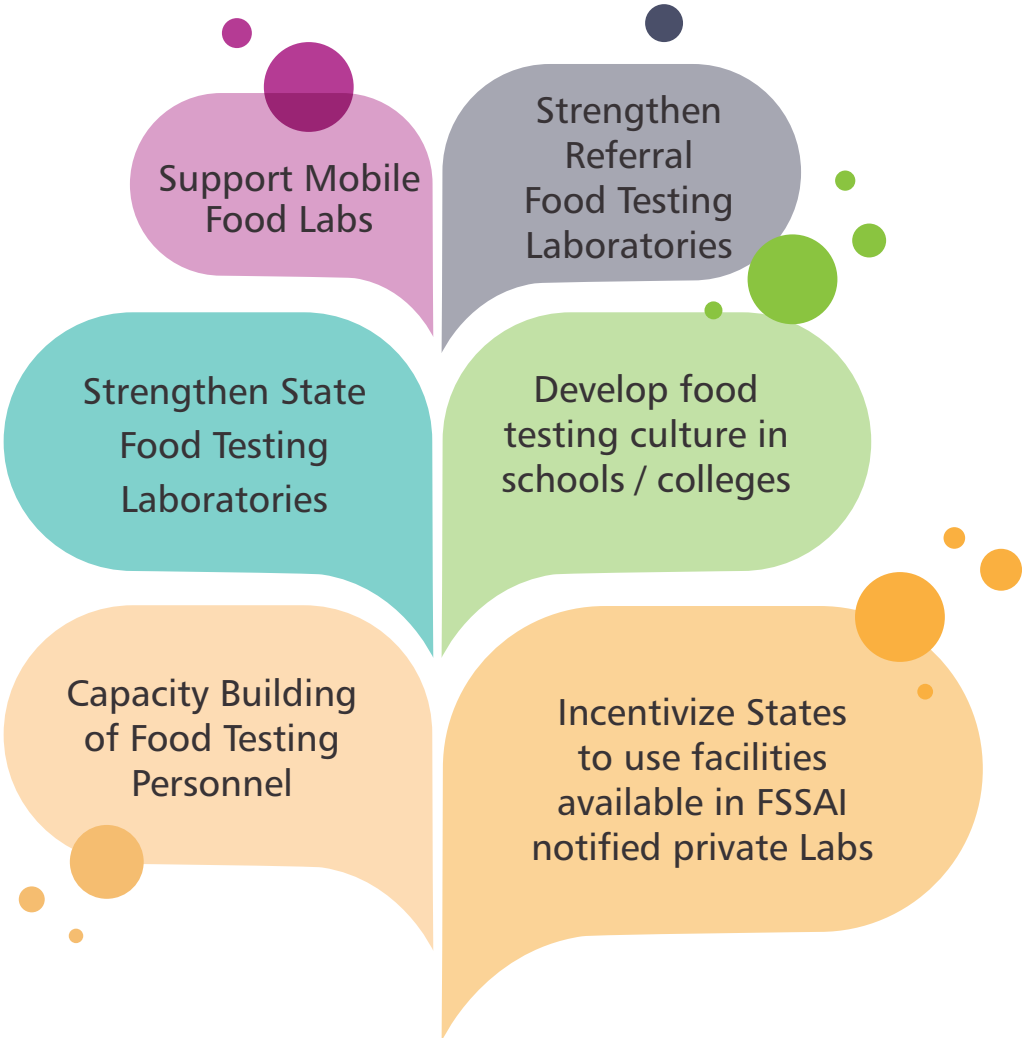 Support Mobile
Food Labs
Strengthen
Referral
Food Testing
Laboratories
Strengthen State
Food Testing
Laboratories
Develop food
testing culture in
schools / colleges
Capacity Building
of Food Testing
Personnel
Incentivize States
to use facilities
available in FSSAI
notified private Labs